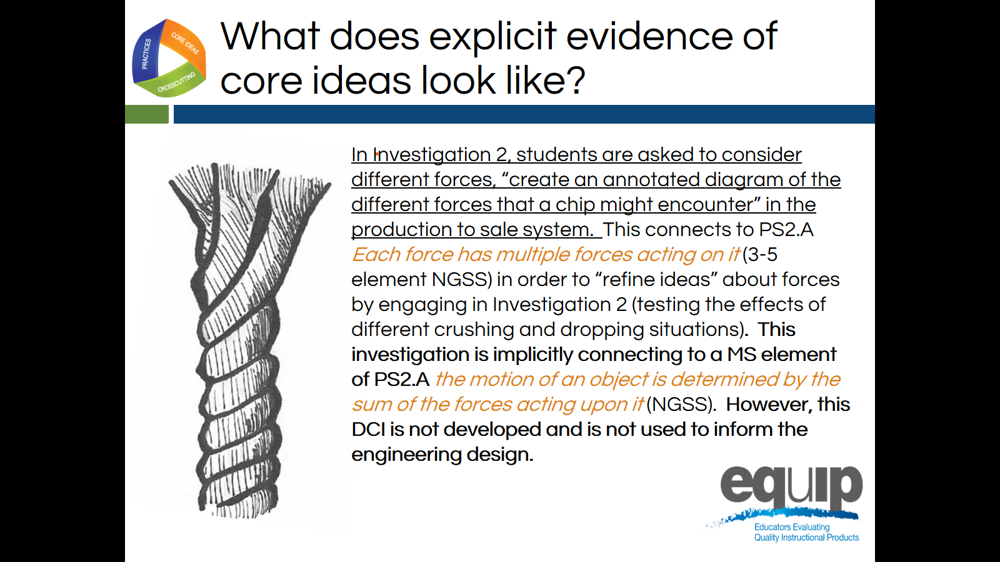 PRACTICES
CORE IDEAS
CROSSCUTTING
What does explicit evidence of
core ideas look like?
In Investigation 2, students are asked to consider
different forces, “create an annotated diagram of the
different forces that a chip might encounter” in the
production to sale system. This connects to PS2.A
Each force has multiple forces acting on it (3-5
element NGSS) in order to “refine ideas” about forces
by engaging in Investigation 2 (testing the effects of
different crushing and dropping situations). This
investigation is implicitly connecting to a MS element
of PS2.A the motion of an object is determined by the
sum of the forces acting upon it (NGSS). However, this
DCI is not developed and is not used to inform the
engineering design.
equip
Educators Evaluating
Quality Instructional Products